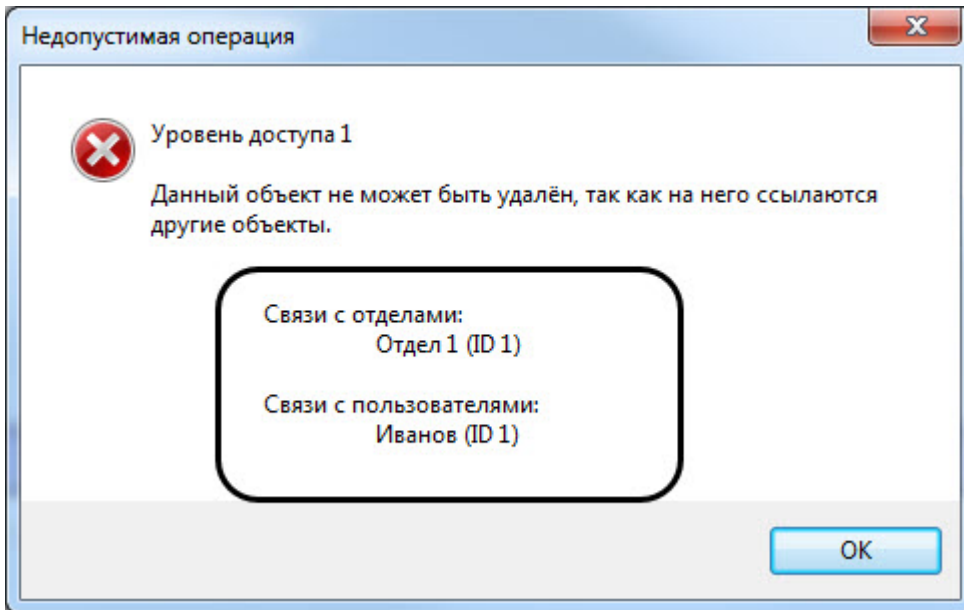 Недопустимая операция
Уровень доступа 1
Данный объект не может быть удалён, так как на него ссылаются
другие объекты.
Связи с отделами:
Отдел 1 (ID 1)
Связи с пользователями:
Иванов (ID 1)
OK